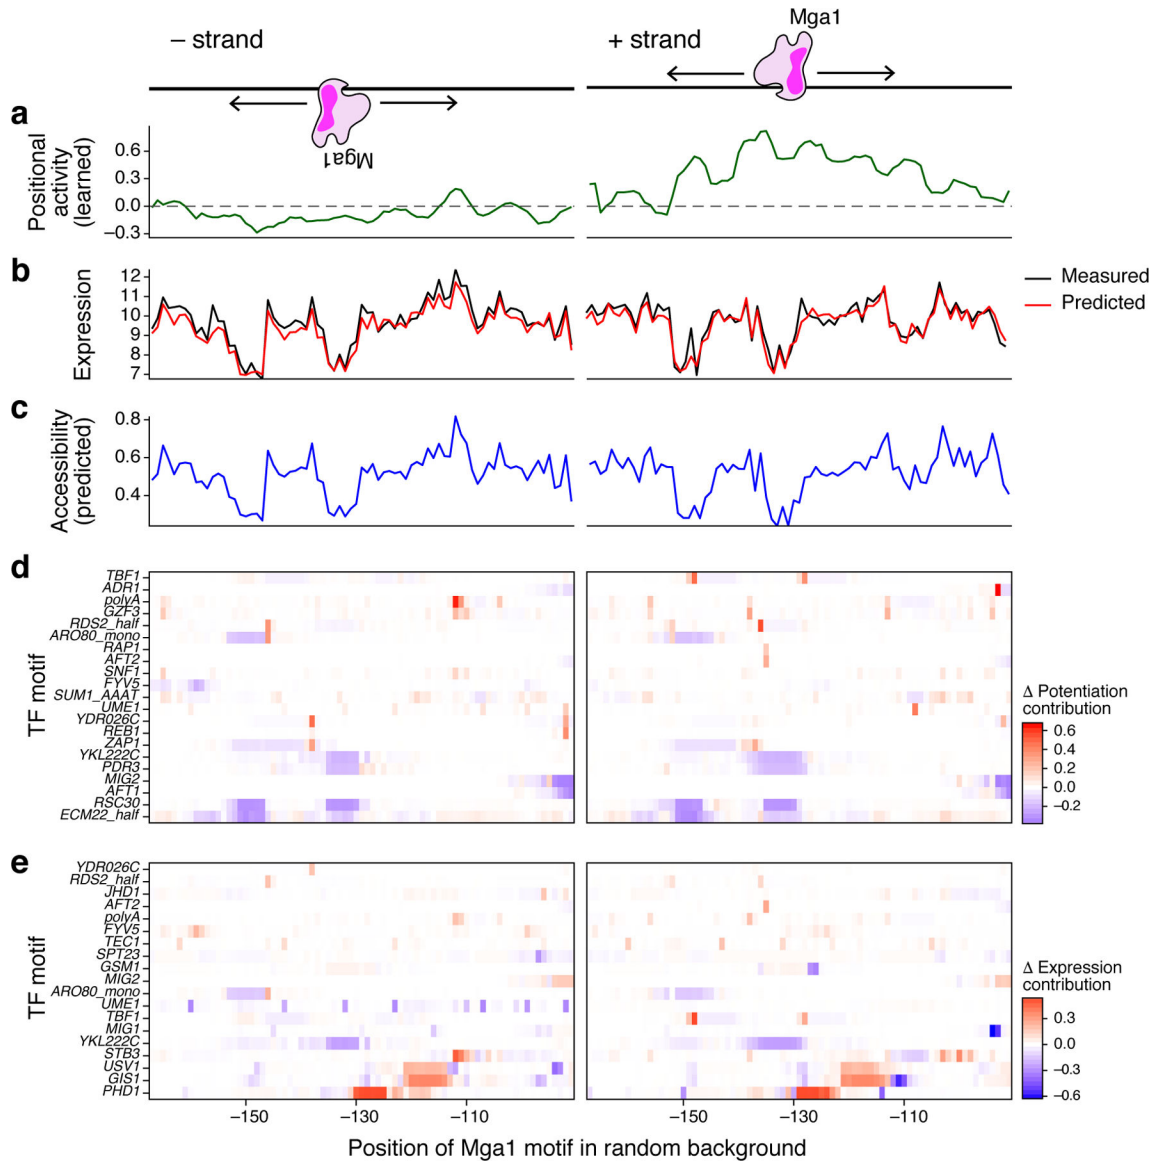 Mga1
– strand
+ strand
Mga1
a
Positional
activity
(learned)
0.6
0.3
0.0
–0.3
b
Expression
12
11
10
9
8
7
Measured
Predicted
c
Accessibility
(predicted)
0.8
0.6
0.4
d
TF motif
TBF1
ADR1
polyA
GZF3
RDS2_half
ARO80_mono
RAP1
AFT2
SNF1
FYV5
SUM1_AAAT
UME1
YDR026C
REB1
ZAP1
YKL222C
PDR3
MIG2
AFT1
RSC30
ECM22_half
Δ Potentiation
contribution
0.6
0.4
0.2
0.0
–0.2
e
TF motif
YDR026C
RDS2_half
JHD1
AFT2
polyA
FYV5
TEC1
SPT23
GSM1
MIG2
ARO80_mono
UME1
TBF1
MIG1
YKL222C
STB3
USV1
GIS1
PHD1
Δ Expression
contribution
0.3
0.0
–0.3
–0.6
–150
–130
–110
–150
–130
–110
Position of Mga1 motif in random background